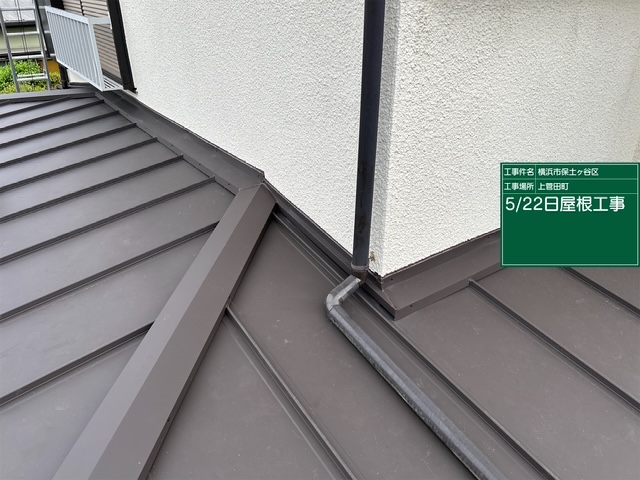 工事件名 横浜市保土ヶ谷区
工事場所 上菅田町
5/22日屋根工事